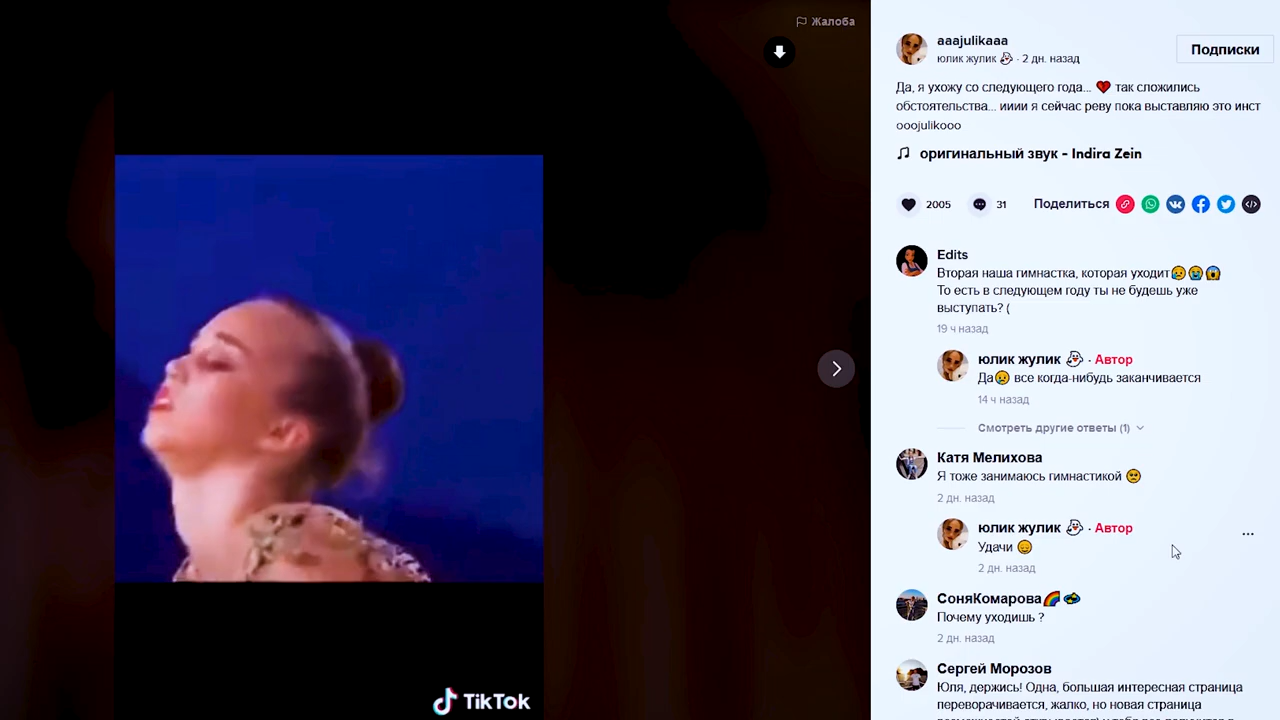 Жалоба
TikTok
aaajulikaaa
юлик жулик 👻 · 2 дн. назад
Подписки
Да, я ухожу со следующего года... 💔 так сложились
обстоятельства... ииии я сейчас реву пока выставляю это инст
ooojulikooo
оригинальный звук - Indira Zein
2005
31
Поделиться
Edits
Вторая наша гимнастка, которая уходит😥😭😱
То есть в следующем году ты не будешь уже
выступать? (
19 ч назад
юлик жулик 👻 · Автор
Да😥 все когда-нибудь заканчивается
14 ч назад
Смотреть другие ответы (1)
Катя Мелихова
Я тоже занимаюсь гимнастикой 🥺
2 дн. назад
юлик жулик 👻 · Автор
Удачи 😊
2 дн. назад
СоняКомарова🌈
Почему уходишь ?
2 дн. назад
Сергей Морозов
Юля, держись! Одна, большая интересная страница
переворачивается, жалко, но новая страница